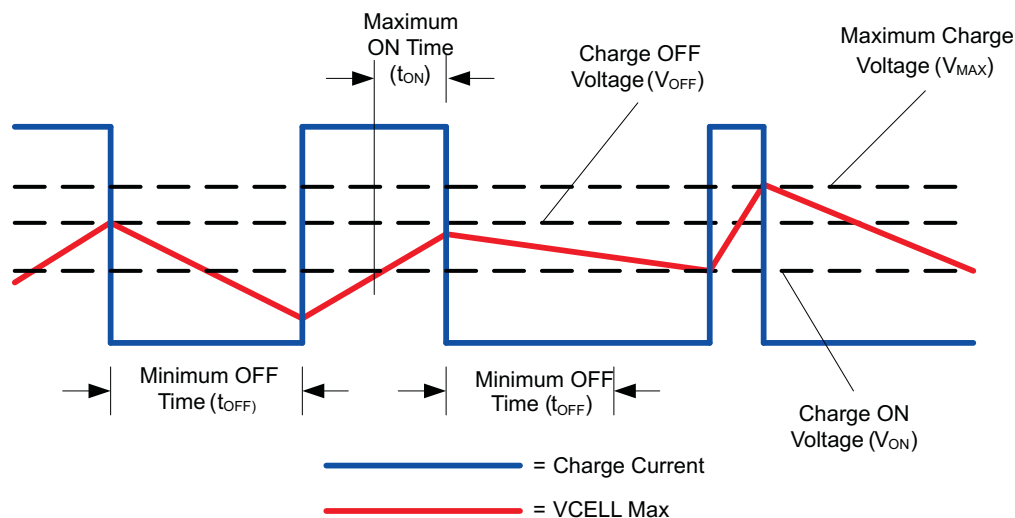 Maximum
ON Time
(tON)
Charge OFF
Voltage (VOFF)
Maximum Charge
Voltage (VMAX)
Minimum OFF
Time (tOFF)
Minimum OFF
Time (tOFF)
Charge ON
Voltage (VON)
= Charge Current
= VCELL Max